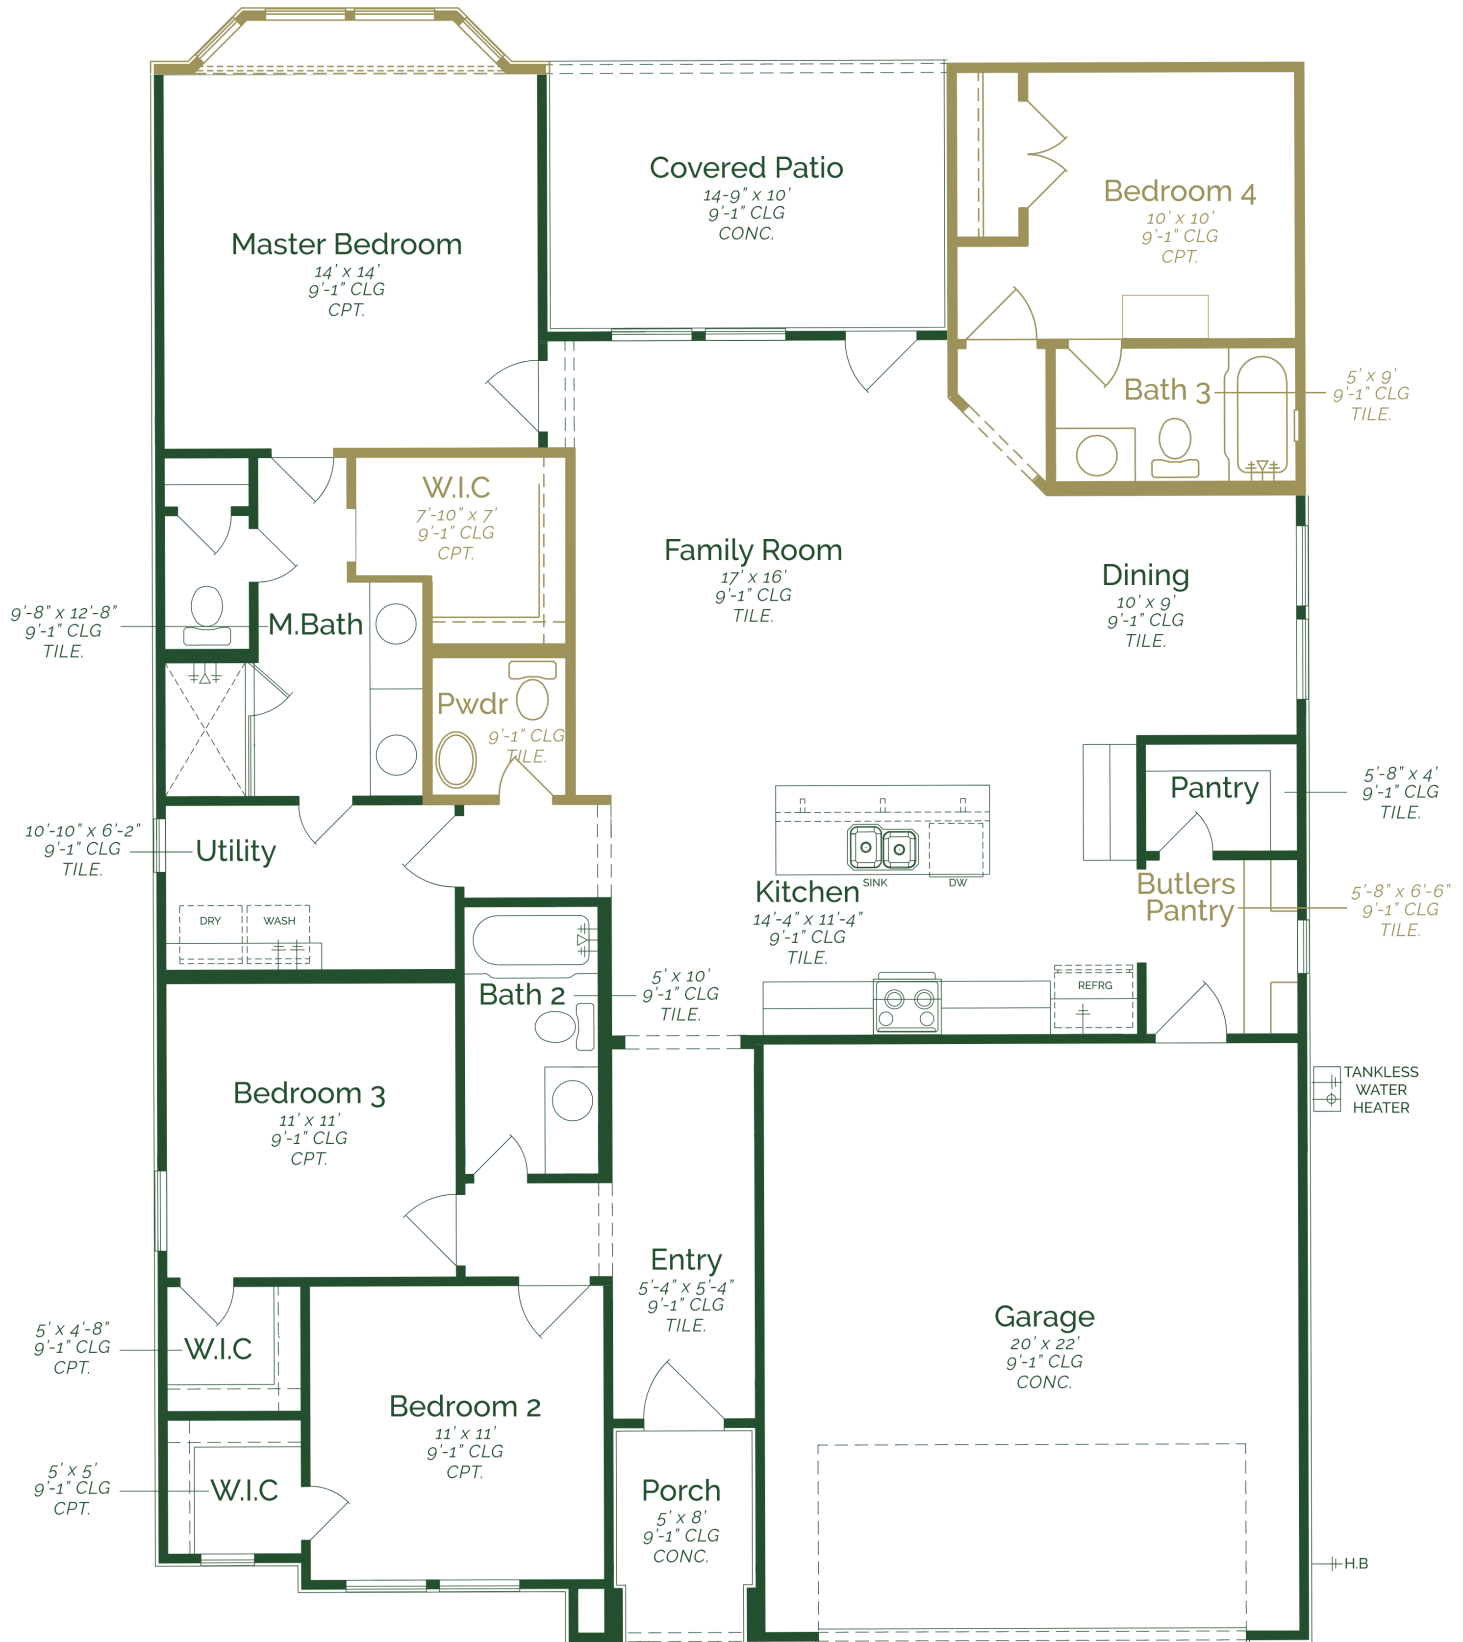 Covered Patio
14-9" x 10'
9'-1" CLG
CONC.
Bedroom 4
10' x 10'
9'-1" CLG
CPT.
Master Bedroom
14' x 14'
9'-1" CLG
CPT.
Bath 3
5' x 9'
9'-1" CLG
TILE.
W.I.C
7'-10" x 7'
9'-1" CLG
CPT.
Family Room
17' x 16'
9'-1" CLG
TILE.
Dining
10' x 9'
9'-1" CLG
TILE.
9'-8" x 12'-8"
9'-1" CLG
TILE.
M.Bath
Pwdr
9'-1" CLG
TILE.
Pantry
5'-8" x 4'
9'-1" CLG
TILE.
10'-10" x 6'-2"
9'-1" CLG
TILE.
Utility
DRY
WASH
SINK
DW
Kitchen
14'-4" x 11'-4"
9'-1" CLG
TILE.
Butlers
Pantry
5'-8" x 6'-6"
9'-1" CLG
TILE.
Bath 2
5' x 10'
9'-1" CLG
TILE.
REFRG
Bedroom 3
11' x 11'
9'-1" CLG
CPT.
TANKLESS
WATER
HEATER
Entry
5'-4" x 5'-4"
9'-1" CLG
TILE.
Garage
20' x 22'
9'-1" CLG
CONC.
5' x 4'-8"
9'-1" CLG
CPT.
W.I.C
Bedroom 2
11' x 11'
9'-1" CLG
CPT.
5' x 5'
9'-1" CLG
CPT.
W.I.C
Porch
5' x 8'
9'-1" CLG
CONC.
H.B